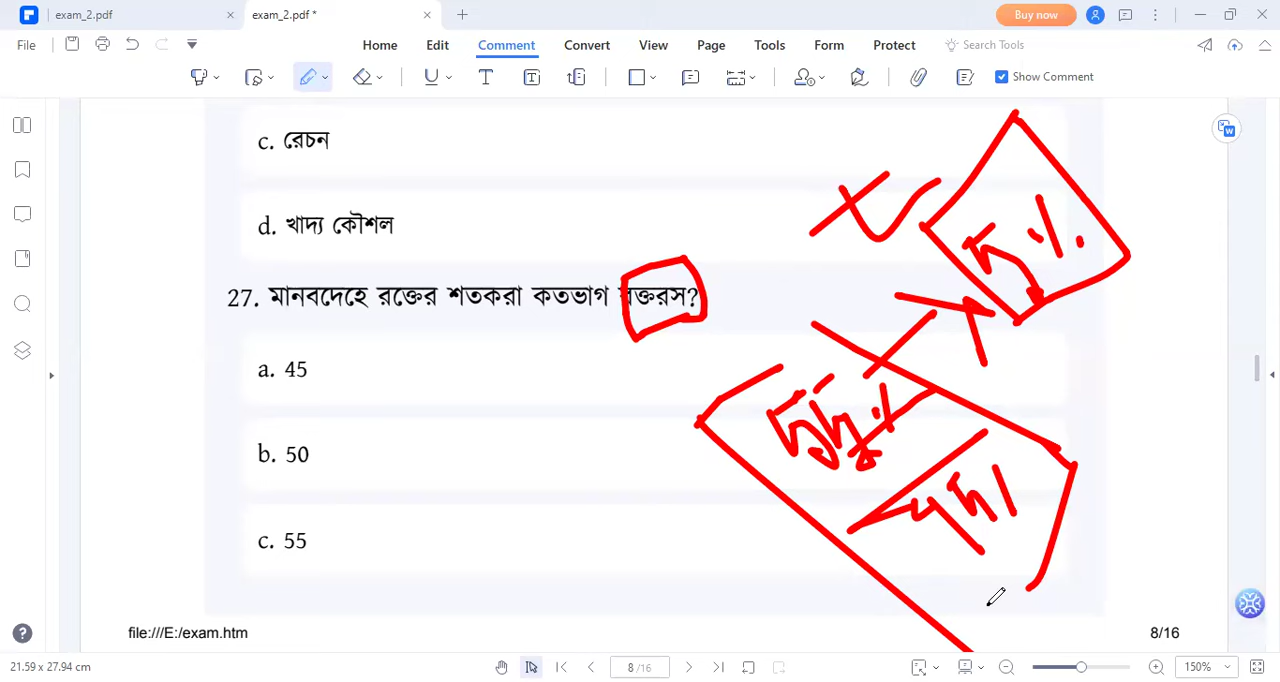 exam_2.pdf
exam_2.pdf *
Buy now
File
Home
Edit
Comment
Convert
View
Page
Tools
Form
Protect
Search Tools
Show Comment
c. রেচন
d. খাদ্য কৌশল
27. মানবদেহে রক্তের শতকরা কতভাগ রক্তরস?
a. 45
b. 50
c. 55
file:///E:/exam.htm
8/16
21.59 x 27.94 cm
8 /16
150%